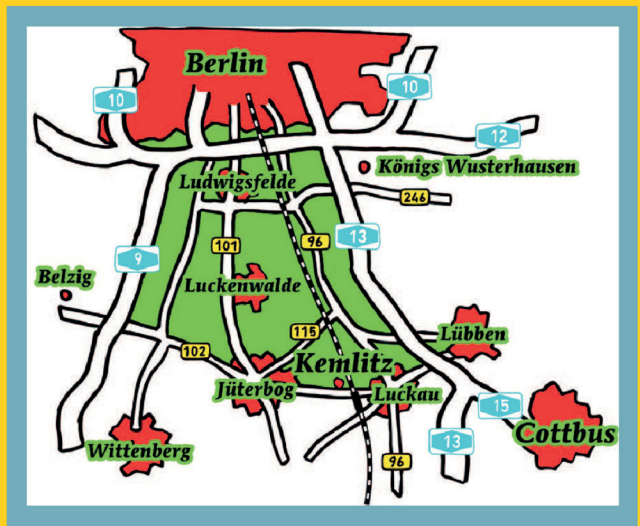 Berlin
10
10
12
Königs Wusterhausen
Ludwigsfelde
246
101
96
13
9
Belzig
Luckenwalde
115
Lübben
102
Kemlitz
Jüterbog
Luckau
15
Cottbus
Wittenberg
13
96